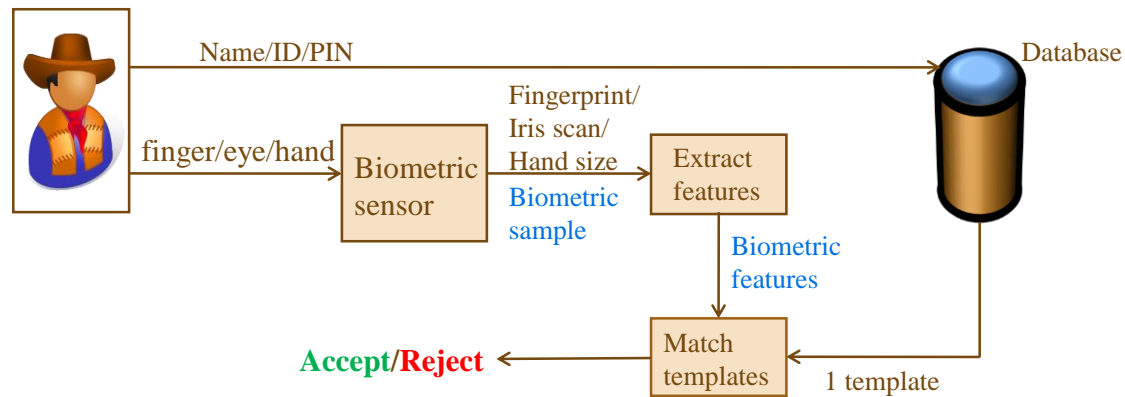 Name/ID/PIN
Database
finger/eye/hand
Biometric
sensor
Fingerprint/
Iris scan/
Hand size
Biometric
sample
Extract
features
Biometric
features
Match
templates
1 template
Accept/Reject